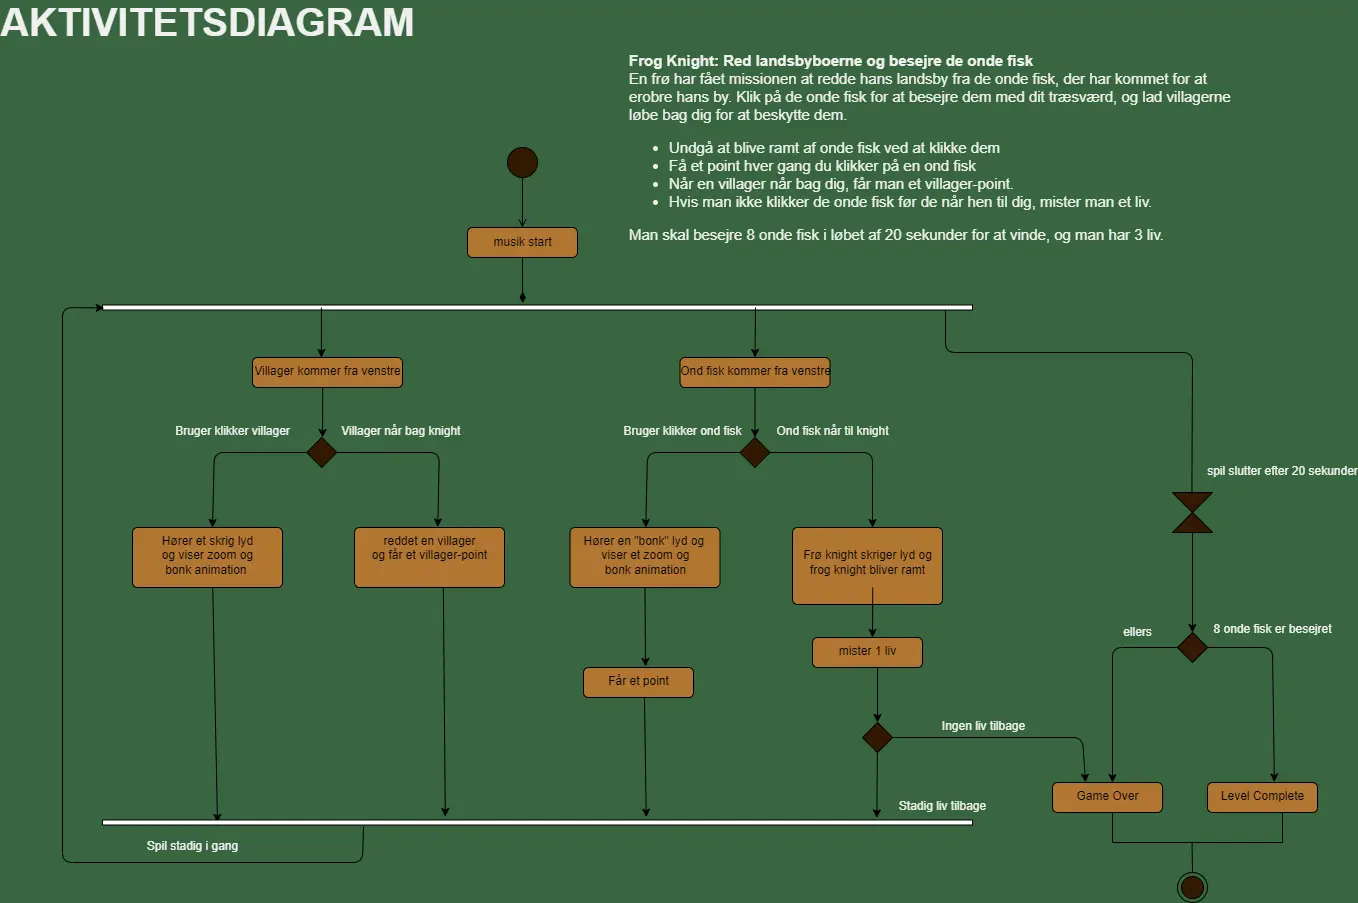 AKTIVITETSDIAGRAM
Frog Knight: Red landsbyboerne og besejre de onde fisk
En frø har fået missionen at redde hans landsby fra de onde fisk, der har kommet for at
erobre hans by. Klik på de onde fisk for at besejre dem med dit træsværd, og lad villagerne
løbe bag dig for at beskytte dem.
• Undgå at blive ramt af onde fisk ved at klikke dem
• Få et point hver gang du klikker på en ond fisk
• Når en villager når bag dig, får man et villager-point.
• Hvis man ikke klikker de onde fisk før de når hen til dig, mister man et liv.
Man skal besejre 8 onde fisk i løbet af 20 sekunder for at vinde, og man har 3 liv.
musik start
Villager kommer fra venstre
Ond fisk kommer fra venstre
Bruger klikker villager
Villager når bag knight
Bruger klikker ond fisk
Ond fisk når til knight
spil slutter efter 20 sekunder
Hører et skrig lyd
og viser zoom og
bonk animation
reddet en villager
og får et villager-point
Hører en "bonk" lyd og
viser et zoom og
bonk animation
Frø knight skriger lyd og
frog knight bliver ramt
ellers
8 onde fisk er besejret
mister 1 liv
Får et point
Ingen liv tilbage
Game Over
Level Complete
Stadig liv tilbage
Spil stadig i gang